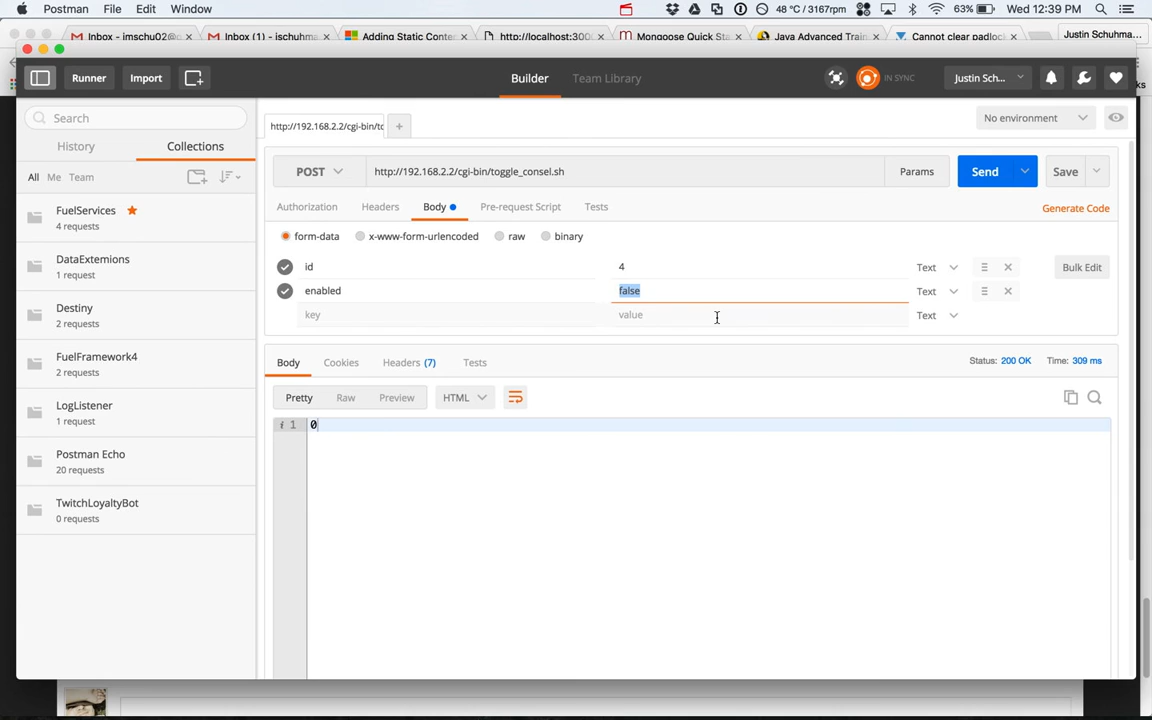 Postman File Edit Window 48 °C / 3167rpm 63% Wed 12:39 PM
Inbox - imschu02@ Inbox (1) - ischuhma Adding Static Conte http://localhost:300 Mongoose Quick Sta Java Advanced Train Cannot clear padlock Justin Schuhma...
Runner Import Builder Team Library IN SYNC Justin Sch...
Search
http://192.168.2.2/cgi-bin/to
No environment
History Collections
All Me Team
POST http://192.168.2.2/cgi-bin/toggle_consel.sh Params Send Save
Authorization Headers Body Pre-request Script Tests Generate Code
form-data x-www-form-urlencoded raw binary
id 4 Text Bulk Edit
enabled false Text
key value Text
FuelServices
4 requests
DataExtemions
1 request
Destiny
2 requests
FuelFramework4
2 requests
LogListener
1 request
Postman Echo
20 requests
TwitchLoyaltyBot
0 requests
Body Cookies Headers (7) Tests Status: 200 OK Time: 309 ms
Pretty Raw Preview HTML
i 1 0